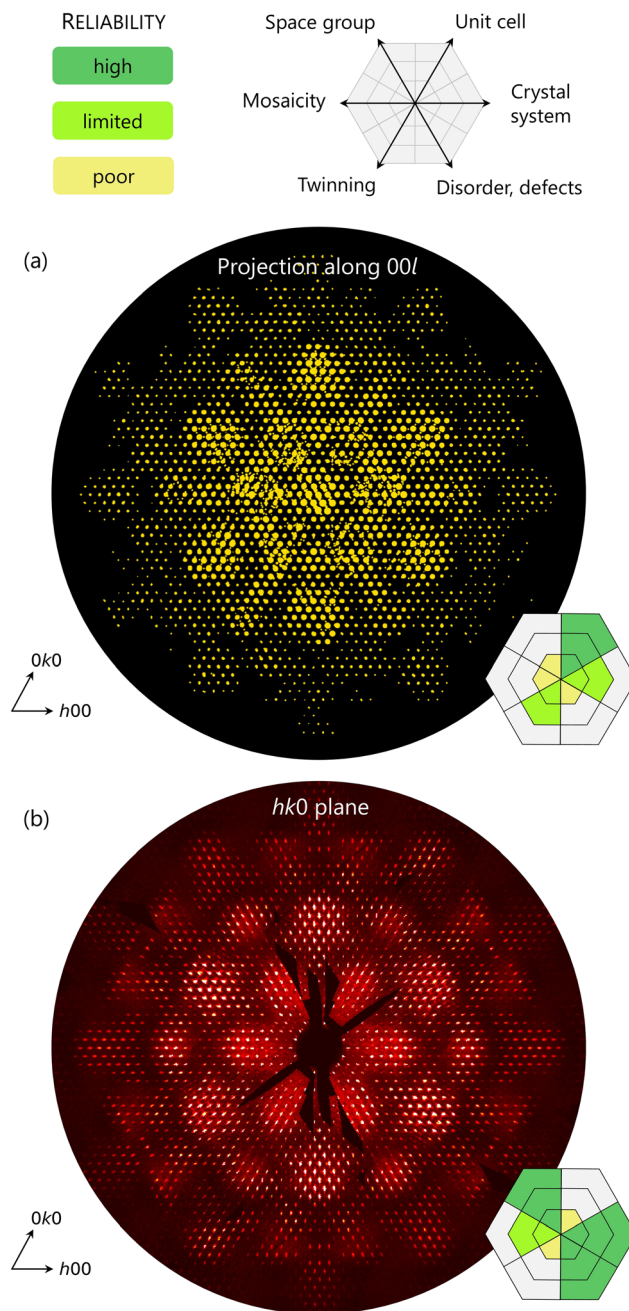 RELIABILITY
high
limited
poor
Space group
Unit cell
Mosaicity
Crystal
system
Twinning
Disorder, defects
(a)
Projection along 00l
0k0
h00
(b)
hk0 plane
0k0
h00